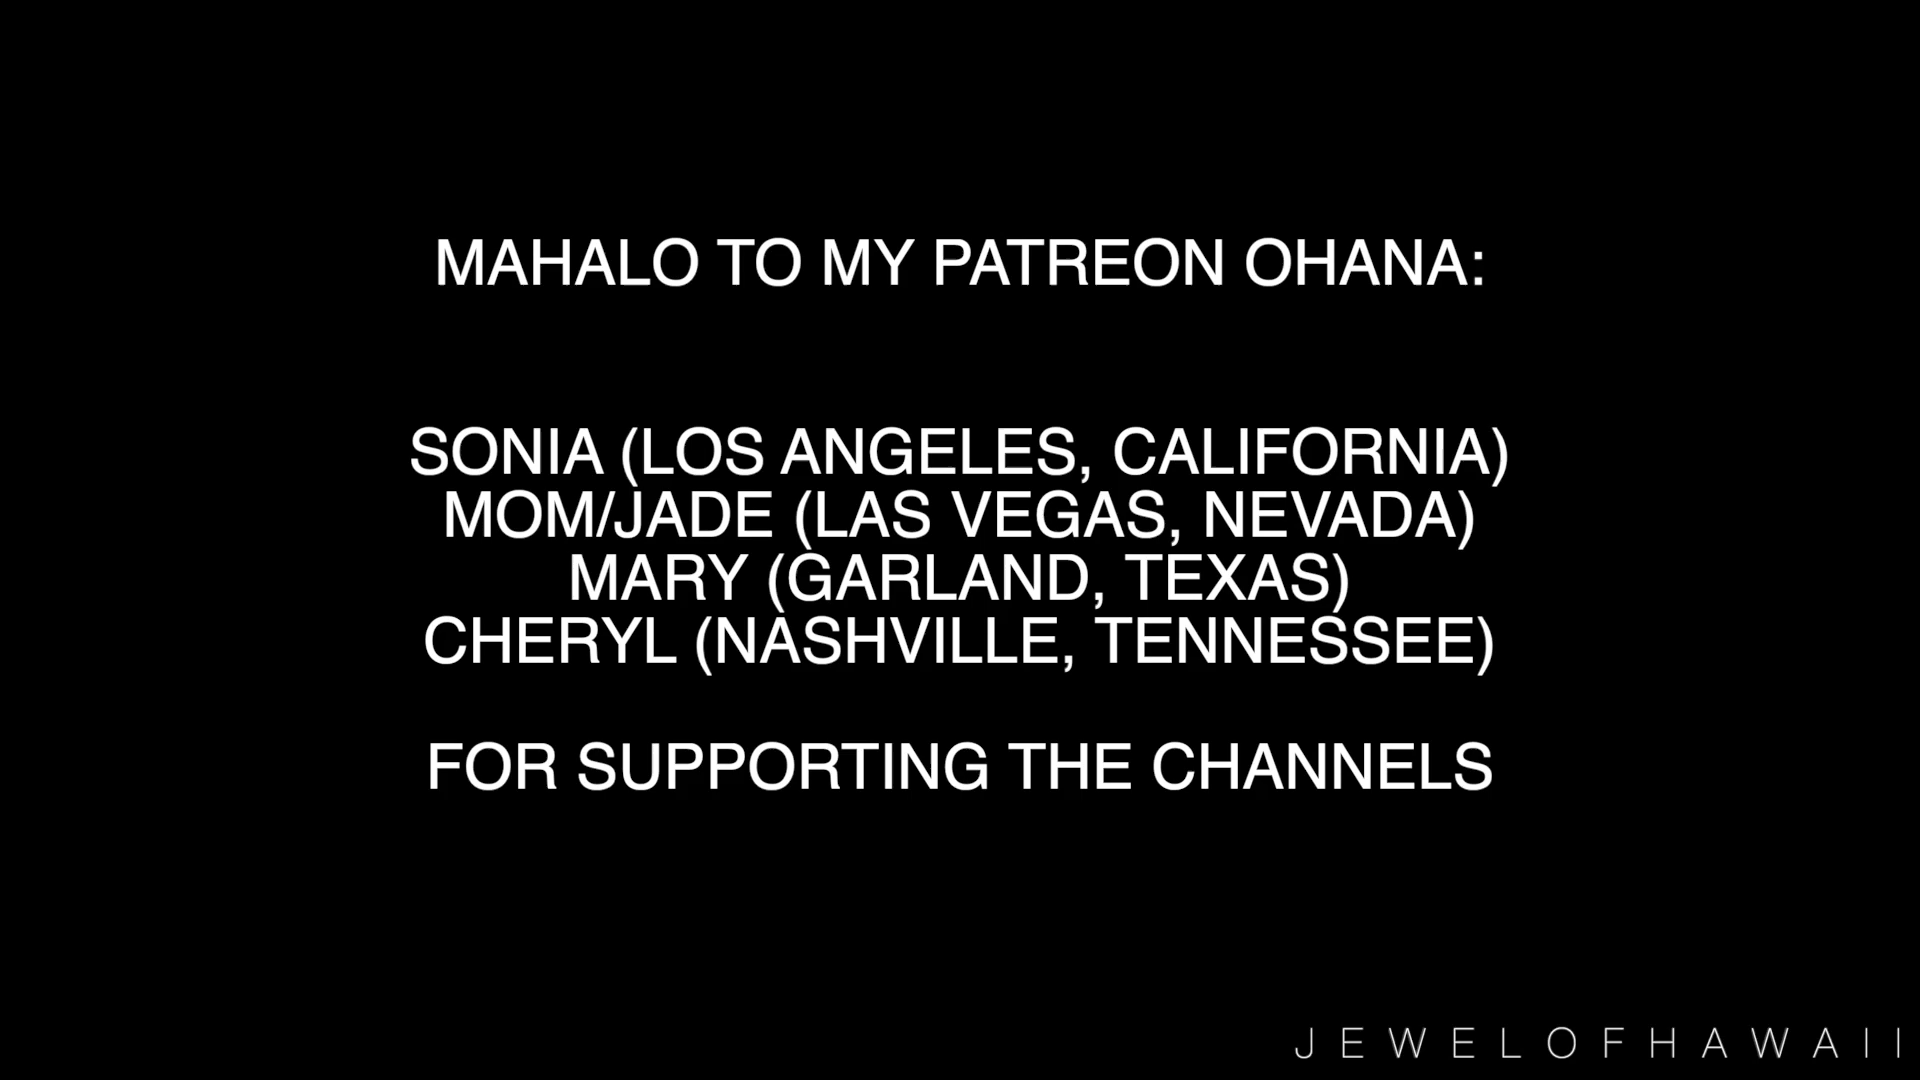 MAHALO TO MY PATREON OHANA:
SONIA (LOS ANGELES, CALIFORNIA)
MOM/JADE (LAS VEGAS, NEVADA)
MARY (GARLAND, TEXAS)
CHERYL (NASHVILLE, TENNESSEE)
FOR SUPPORTING THE CHANNELS
JEWELOFHAWAII